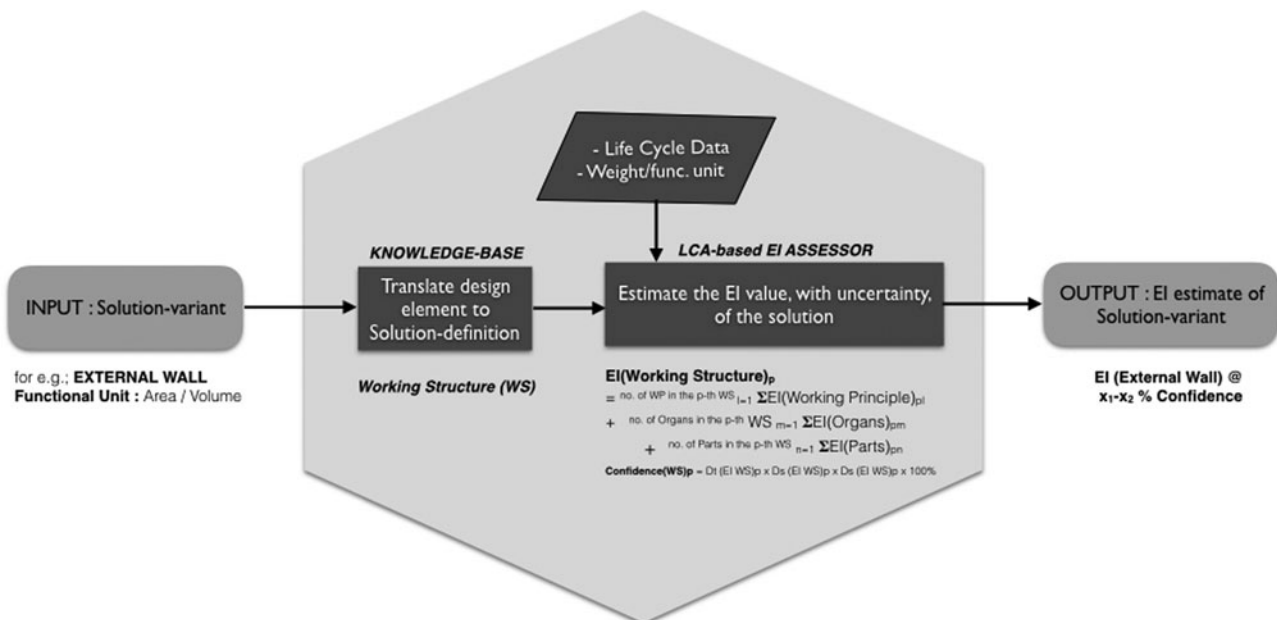 - Life Cycle Data
- Weight/func. unit
KNOWLEDGE-BASE
LCA-based EI ASSESSOR
INPUT : Solution-variant
Translate design
element to
Solution-definition
Estimate the EI value, with uncertainty,
of the solution
OUTPUT : EI estimate of
Solution-variant
for e.g.; EXTERNAL WALL
Functional Unit : Area / Volume
Working Structure (WS)
EI(Working Structure)p
= no. of WP in the p-th WS l=1 ΣEI(Working Principle)pl
+ no. of Organs in the p-th WS m=1 ΣEI(Organs)pm
+ no. of Parts in the p-th WS n=1 ΣEI(Parts)pn
Confidence(WS)p = Dt (EI WS)p x Ds (EI WS)p x Ds (EI WS)p x 100%
EI (External Wall) @
x1-x2 % Confidence